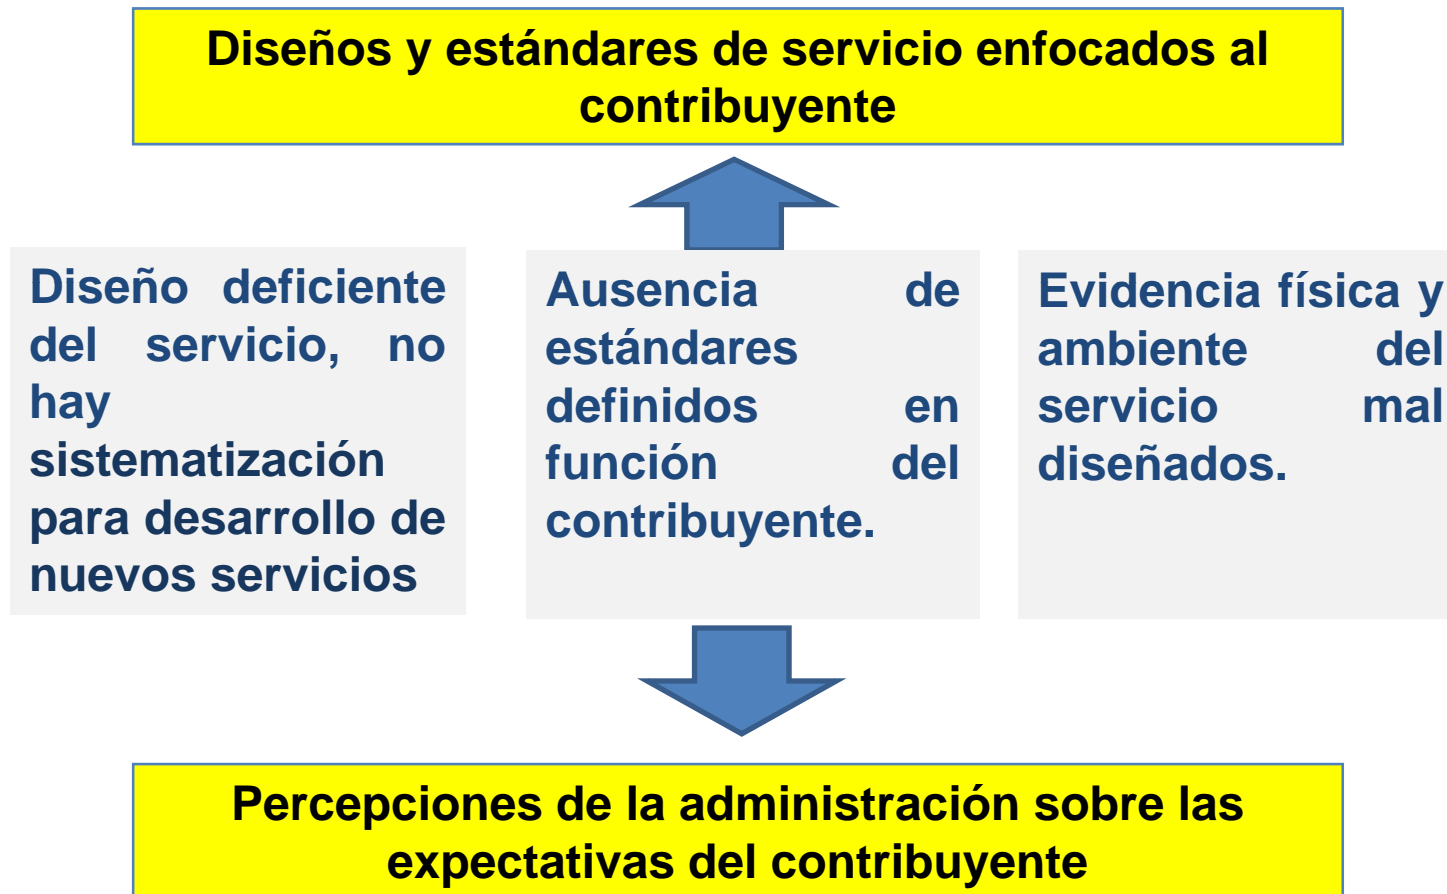 Diseños y estándares de servicio enfocados al
contribuyente
Diseño deficiente
del servicio, no
hay
sistematización
para desarrollo de
nuevos servicios
Ausencia de
estándares
definidos en
función del
contribuyente.
Evidencia física y
ambiente del
servicio mal
diseñados.
Percepciones de la administración sobre las
expectativas del contribuyente